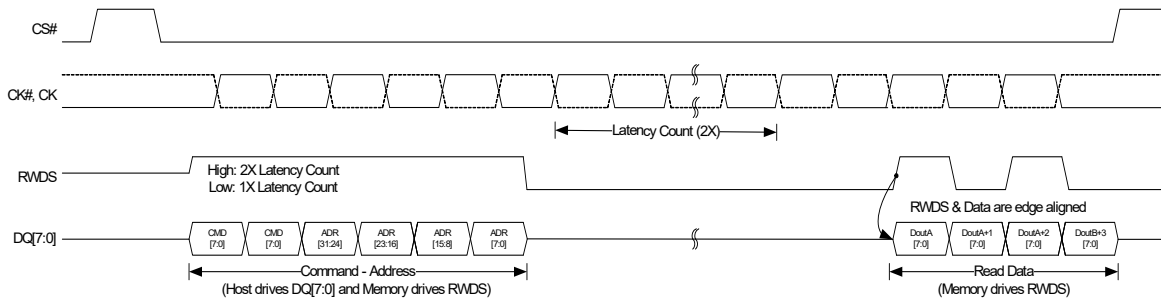 CS#
CK#, CK
Latency Count (2X)
High: 2X Latency Count
Low: 1X Latency Count
RWDS
RWDS & Data are edge aligned
DQ[7:0]
CMD
[7:0]
CMD
[7:0]
ADR
[31:24]
ADR
[23:16]
ADR
[15:8]
ADR
[7:0]
DoutA
[7:0]
DoutA+1
[7:0]
DoutA+2
[7:0]
DoutB+3
[7:0]
Command - Address
(Host drives DQ[7:0] and Memory drives RWDS)
Read Data
(Memory drives RWDS)